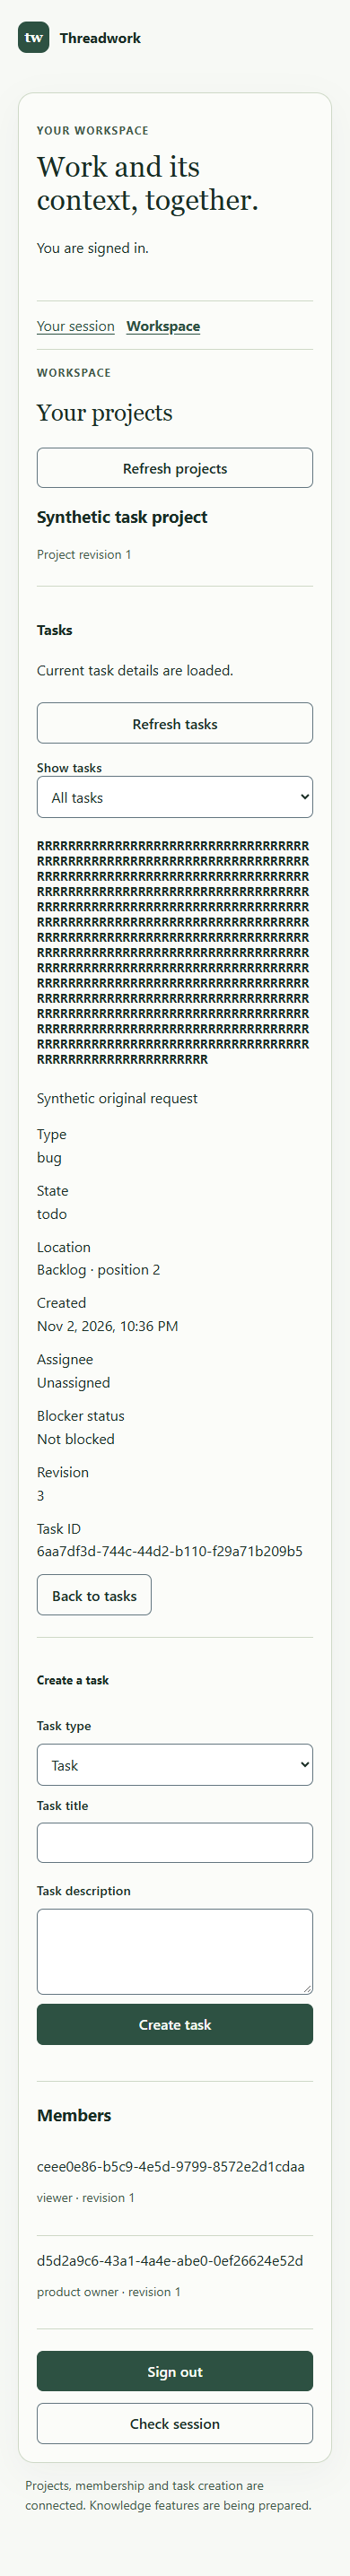 tw Threadwork
YOUR WORKSPACE
Work and its
context, together.
You are signed in.
Your session Workspace
WORKSPACE
Your projects
Refresh projects
Synthetic task project
Project revision 1
Tasks
Current task details are loaded.
Refresh tasks
Show tasks
All tasks
RRRRRRRRRRRRRRRRRRRRRRRRRRRRRRRRRRR
RRRRRRRRRRRRRRRRRRRRRRRRRRRRRRRRRRR
RRRRRRRRRRRRRRRRRRRRRRRRRRRRRRRRRRR
RRRRRRRRRRRRRRRRRRRRRRRRRRRRRRRRRRR
RRRRRRRRRRRRRRRRRRRRRRRRRRRRRRRRRRR
RRRRRRRRRRRRRRRRRRRRRRRRRRRRRRRRRRR
RRRRRRRRRRRRRRRRRRRRRRRRRRRRRRRRRRR
RRRRRRRRRRRRRRRRRRRRRRRRRRRRRRRRRRR
RRRRRRRRRRRRRRRRRRRRRRRRRRRRRRRRRRR
RRRRRRRRRRRRRRRRRRRRRRRRRRRRRRRRRRR
RRRRRRRRRRRRRRRRRRRRRRRRRRRRRRRRRRR
RRRRRRRRRRRRRRRRRRRRRRRRRRRRRRRRRRR
RRRRRRRRRRRRRRRRRRRRRRRRRRRRRRRRRRR
RRRRRRRRRRRRRRRRRRRRRRRRRRRRRRRRRRR
RRRRRRRRRRRRRRRRRRRRRR
Synthetic original request
Type
bug
State
todo
Location
Backlog · position 2
Created
Nov 2, 2026, 10:36 PM
Assignee
Unassigned
Blocker status
Not blocked
Revision
3
Task ID
6aa7df3d-744c-44d2-b110-f29a71b209b5
Back to tasks
Create a task
Task type
Task
Task title
Task description
Create task
Members
ceee0e86-b5c9-4e5d-9799-8572e2d1cdaa
viewer · revision 1
d5d2a9c6-43a1-4a4e-abe0-0ef26624e52d
product owner · revision 1
Sign out
Check session
Projects, membership and task creation are
connected. Knowledge features are being prepared.